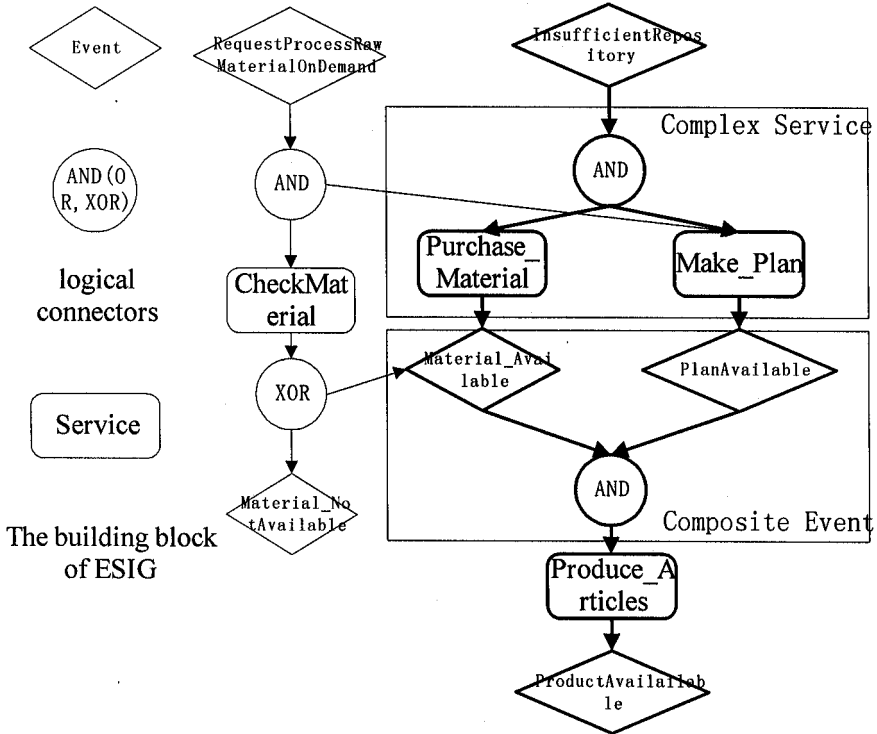 Event
RequestProcessRaw
MaterialOnDemand
InsufficientRepos
itory
Complex Service
AND(O
R,XOR)
AND
AND
logical
connectors
CheckMat
erial
Purchase_
Material
Make_Plan
XOR
Material_Avai
lable
PlanAvailable
Service
Material_No
tAvailable
AND
Composite Event
The building block
of ESIG
Produce_A
rticles
ProductAvailailab
le